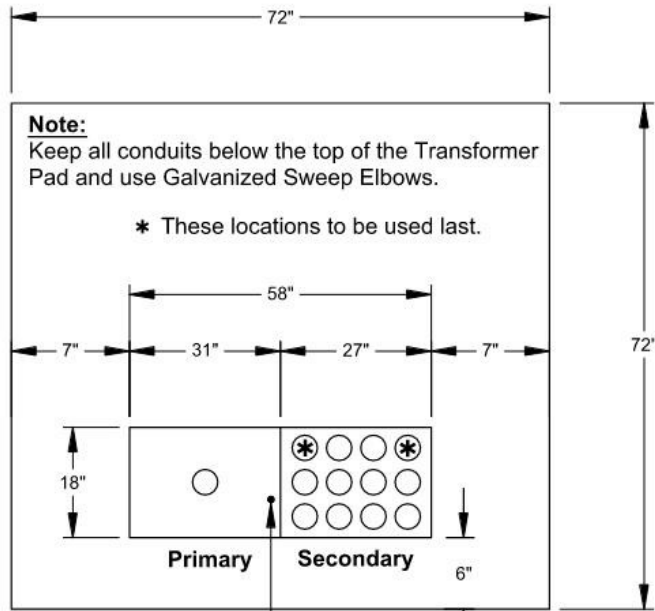 72"
Note:
Keep all conduits below the top of the Transformer
Pad and use Galvanized Sweep Elbows.
* These locations to be used last.
58"
7" 31" 27" 7"
72"
18"
* *
Primary Secondary
6"